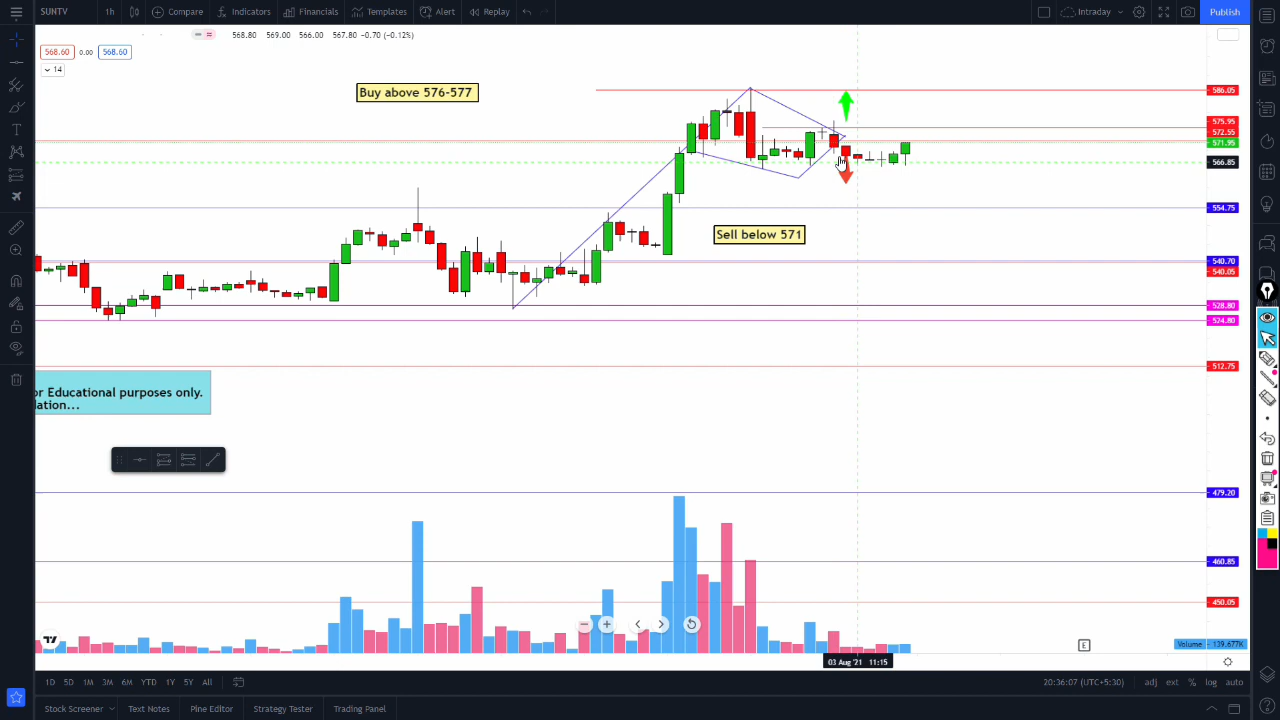 SUNTV 1h Compare Indicators Financials Templates Alert Replay Intraday Publish
568.80 569.00 566.00 567.80 -0.70 (-0.12%)
568.60 0.00 568.60
14
Buy above 576-577
586.05
575.95
572.55
571.95
566.85
554.75
Sell below 571
540.70
540.05
528.80
524.80
512.75
or Educational purposes only.
dation...
479.20
460.85
450.05
E
Volume 139.677K
03 Aug '21 11:15
1D 5D 1M 3M 6M YTD 1Y 5Y All 20:36:07 (UTC+5:30) adj ext % log auto
Stock Screener Text Notes Pine Editor Strategy Tester Trading Panel